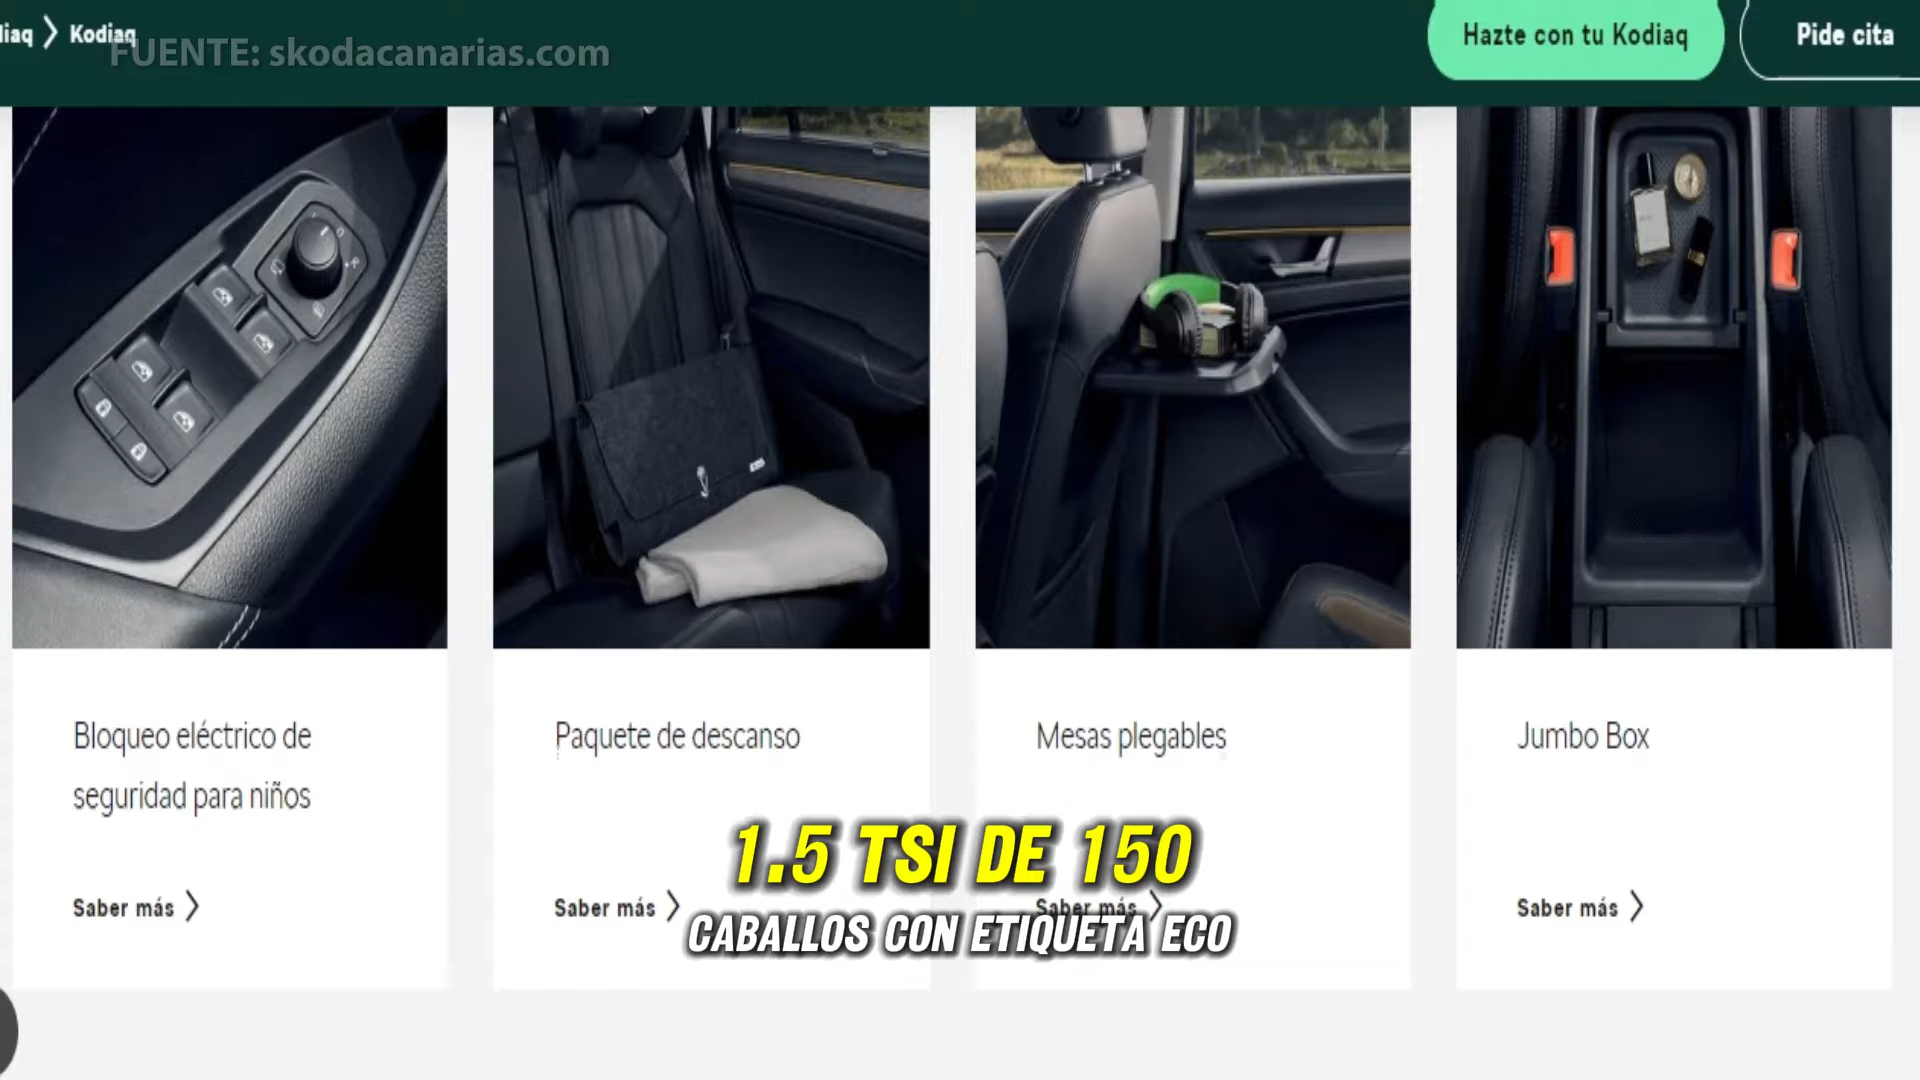 iaq > Kodiaq
FUENTE: skodacanarias.com
Hazte con tu Kodiaq
Pide cita
Bloqueo eléctrico de
seguridad para niños
Saber más
Paquete de descanso
Saber más
Mesas plegables
Saber más
Jumbo Box
Saber más
1.5 TSI DE 150
CABALLOS CON ETIQUETA ECO